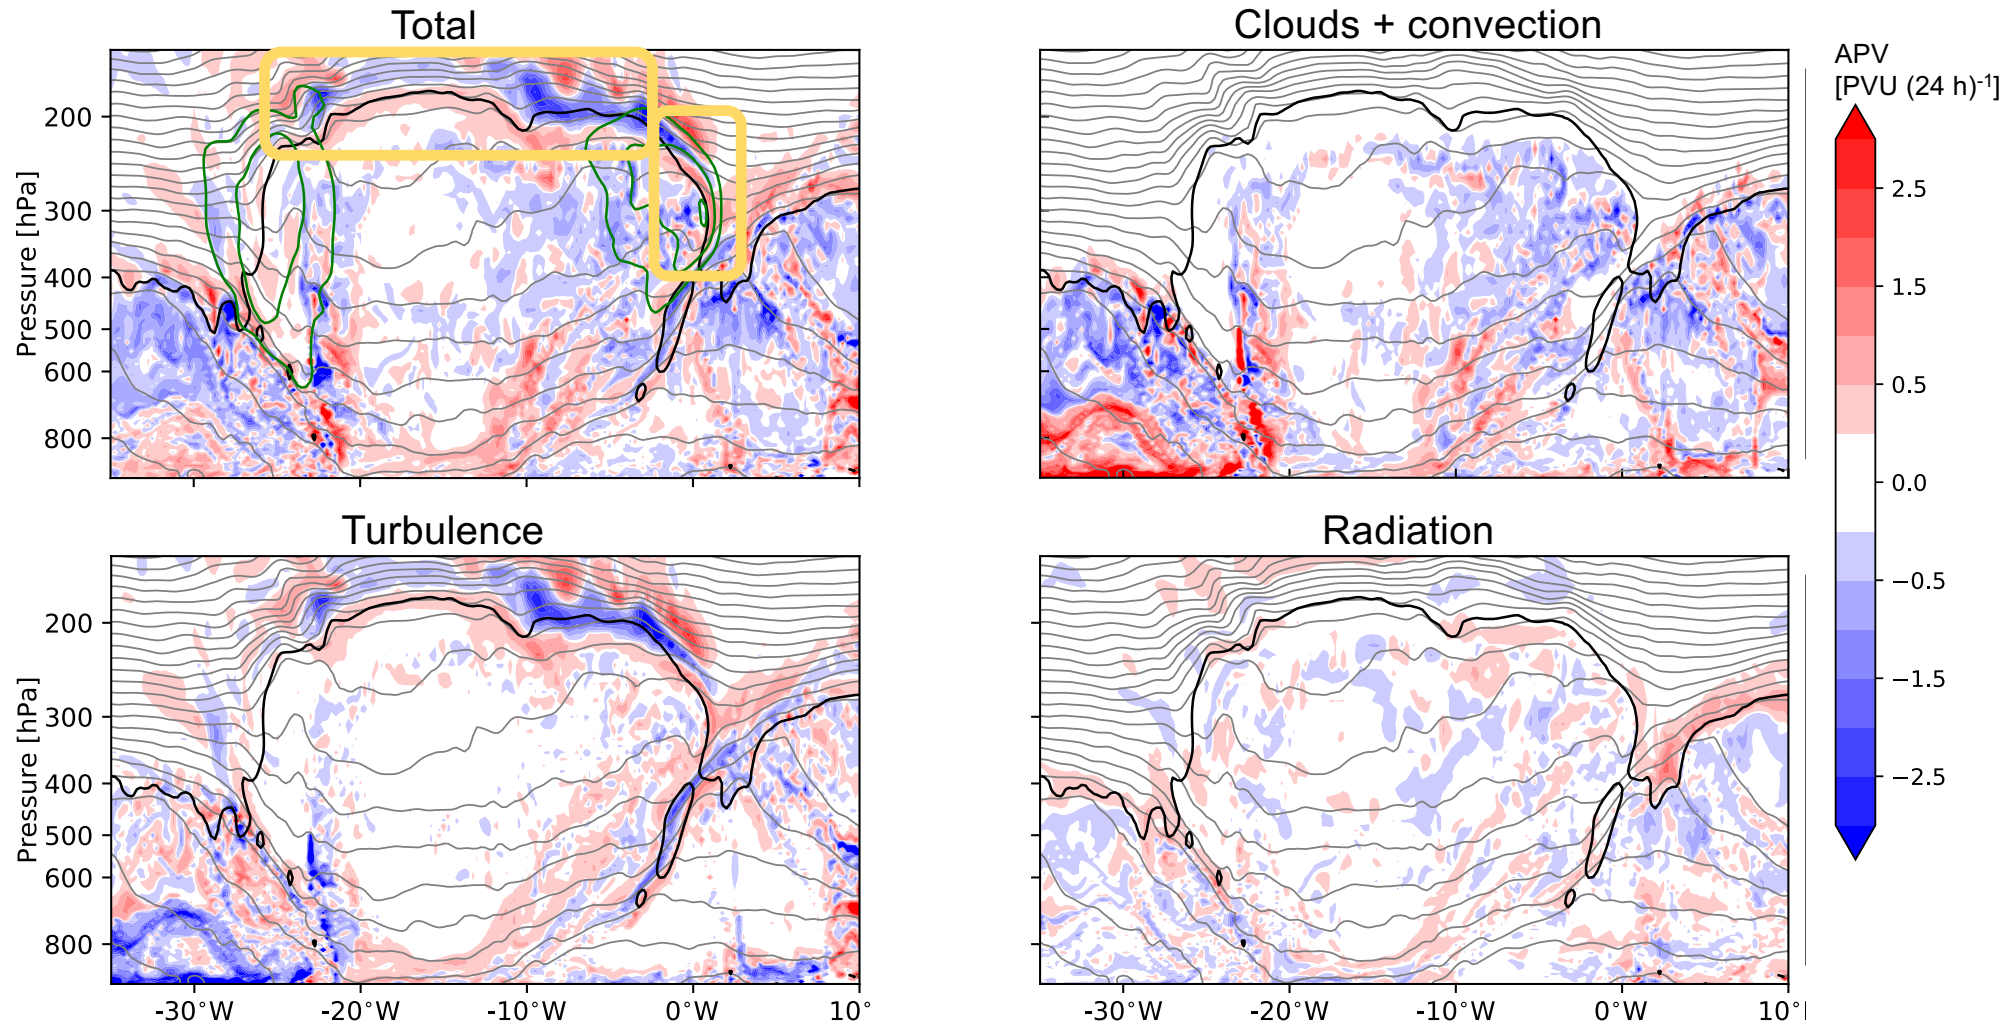 Total
Clouds + convection
APV
[PVU (24 h)⁻¹]
Pressure [hPa]
200
300
400
500
600
800
2.5
1.5
0.5
0.0
−0.5
−1.5
−2.5
Turbulence
Radiation
Pressure [hPa]
200
300
400
500
600
800
-30°W
-20°W
-10°W
0°W
10°
-30°W
-20°W
-10°W
0°W
10°